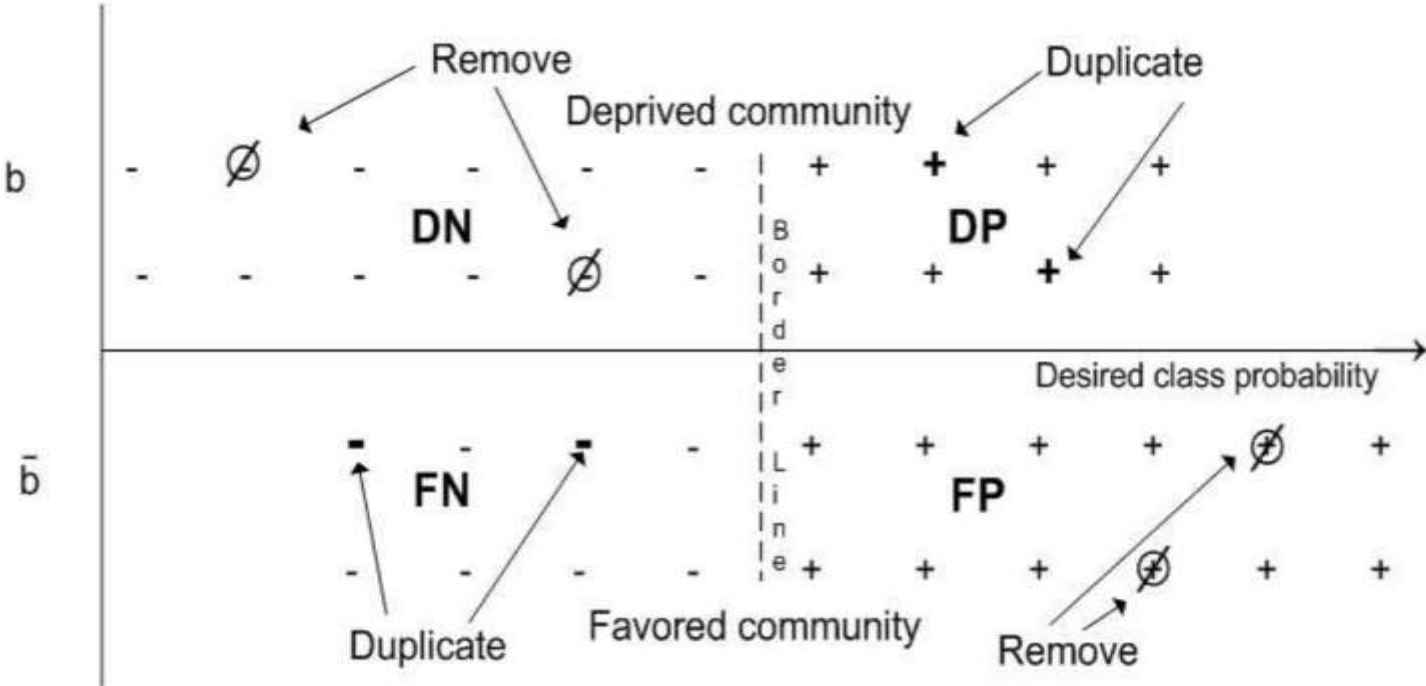 Remove
Duplicate
Deprived community
b
- - - - - - + + + +
DN
DP
- - - - - - + + + +
Border Line
Desired class probability
b̄
- - - - + + + + + +
FN
FP
- - - - + + + + + +
Favored community
Duplicate
Remove